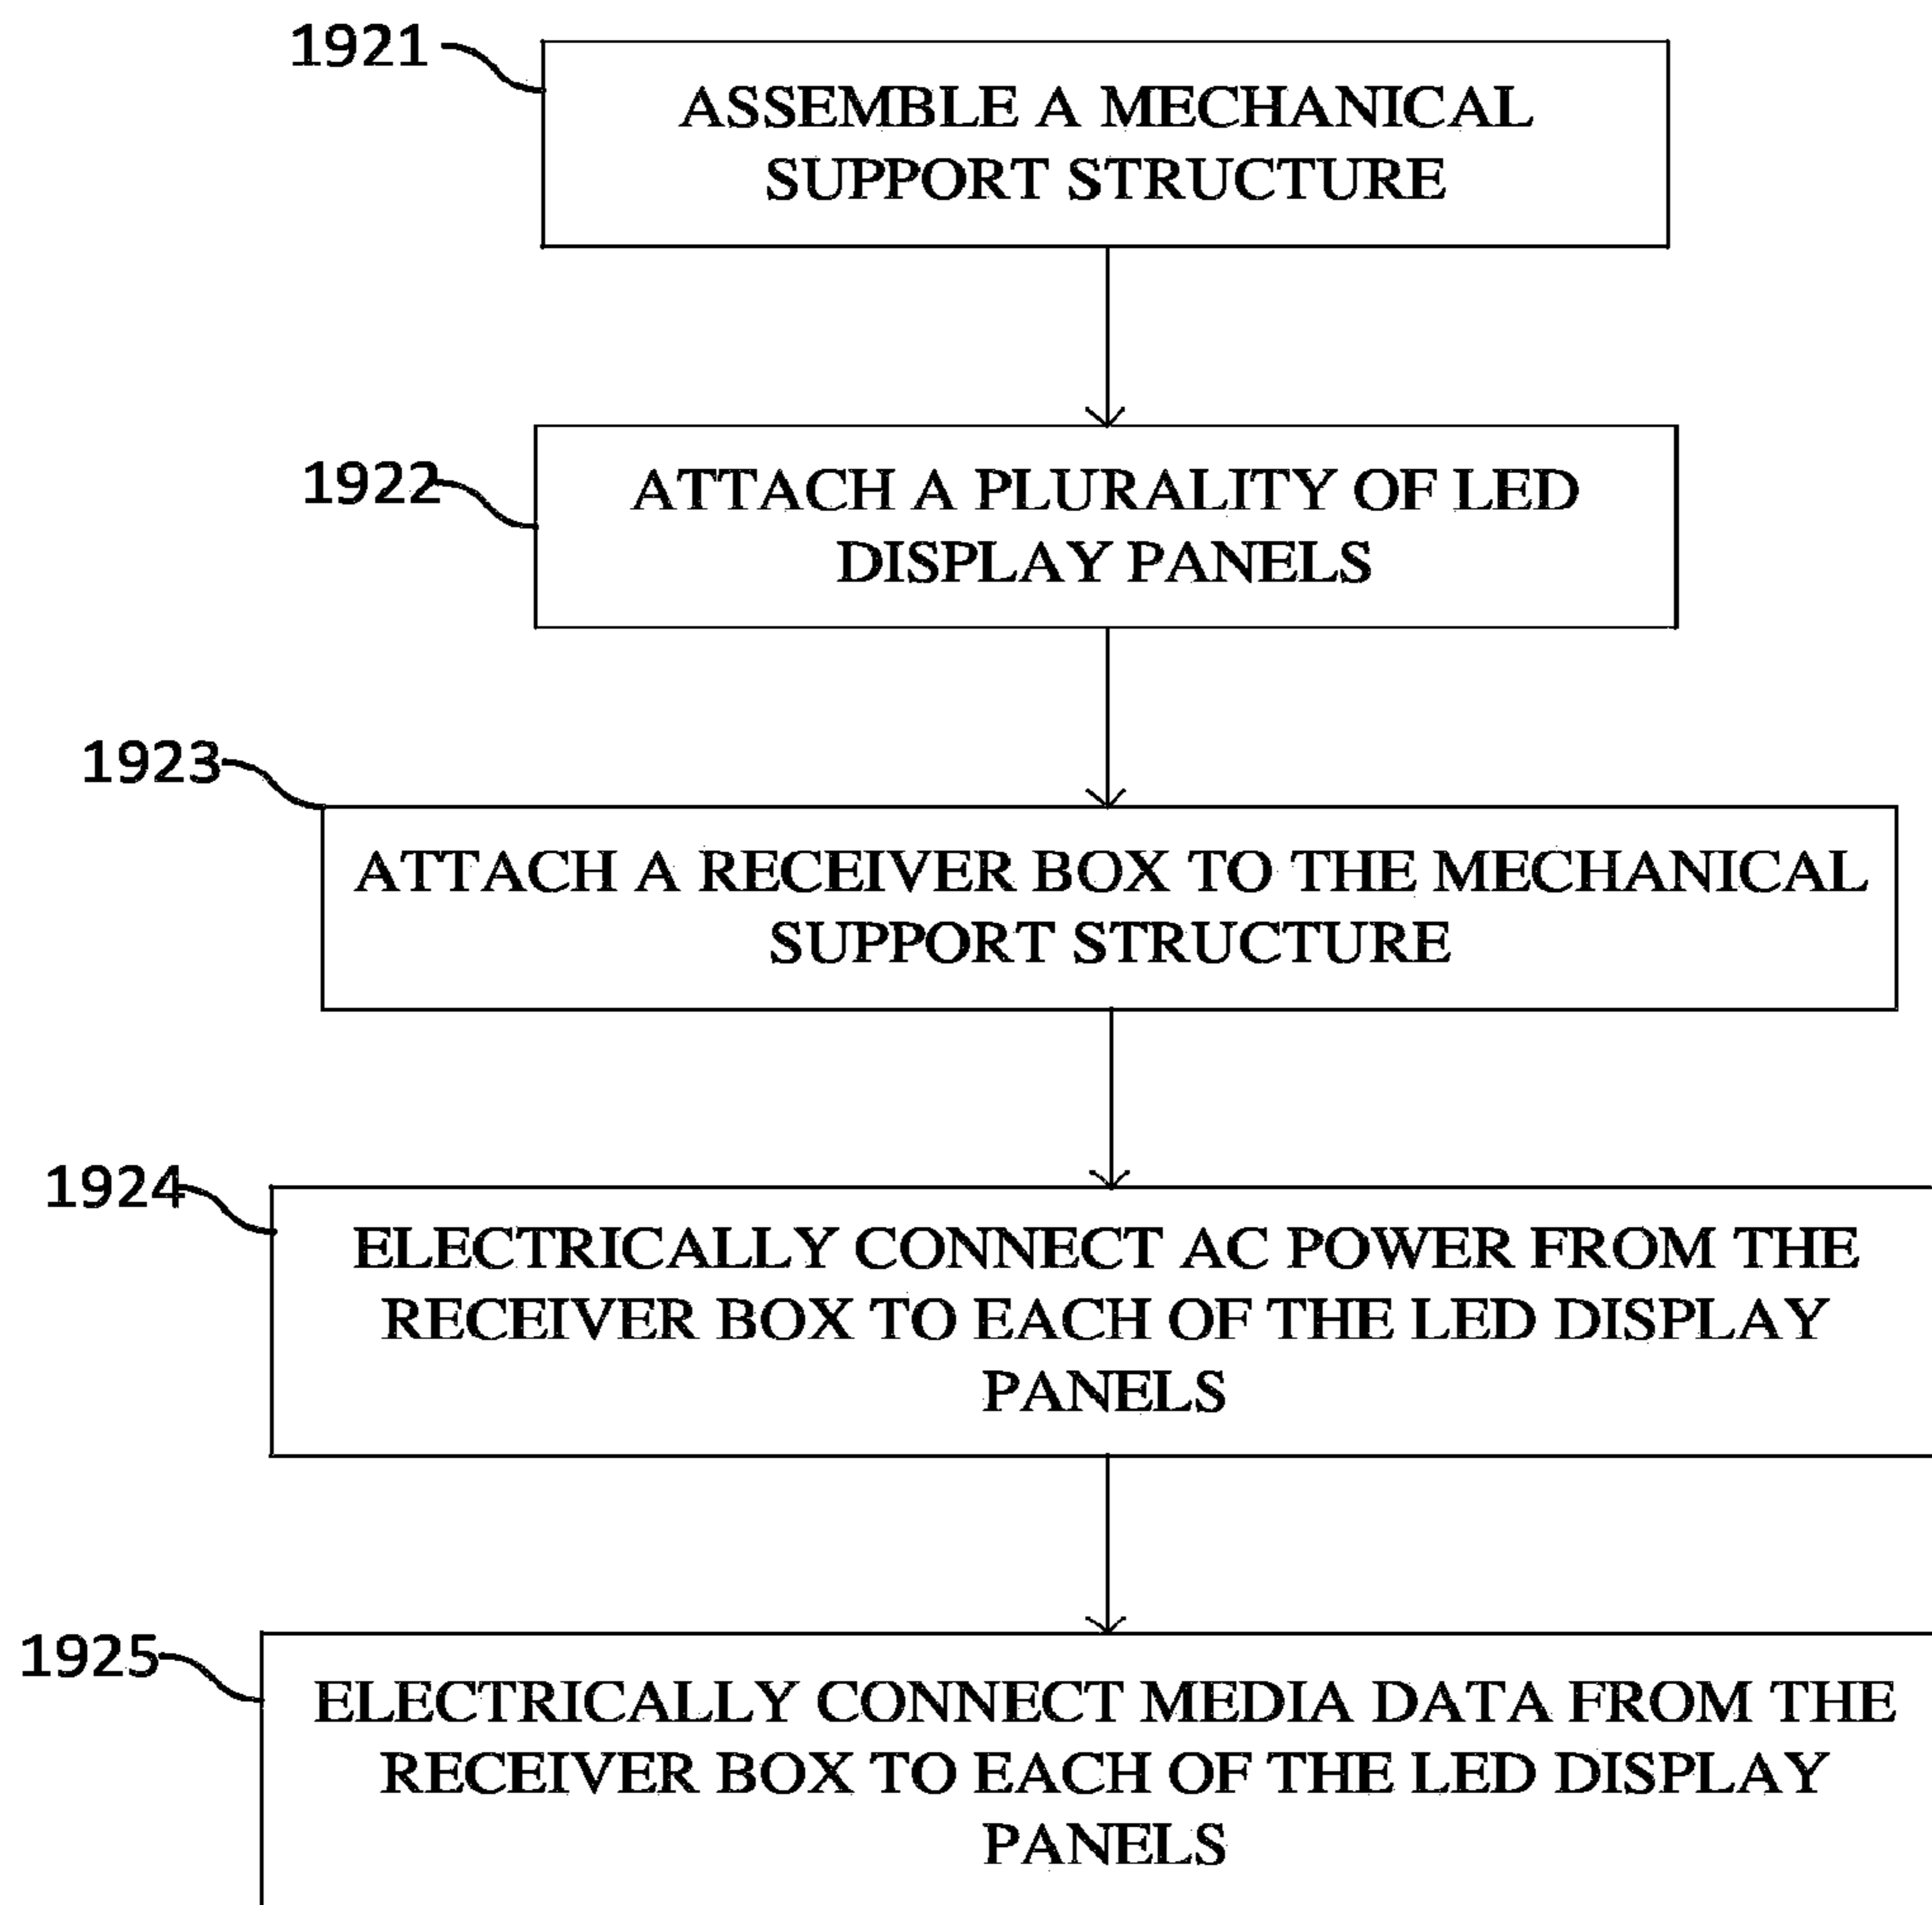 1921
ASSEMBLE A MECHANICAL
SUPPORT STRUCTURE
1922
ATTACH A PLURALITY OF LED
DISPLAY PANELS
1923
ATTACH A RECEIVER BOX TO THE MECHANICAL
SUPPORT STRUCTURE
1924
ELECTRICALLY CONNECT AC POWER FROM THE
RECEIVER BOX TO EACH OF THE LED DISPLAY
PANELS
1925
ELECTRICALLY CONNECT MEDIA DATA FROM THE
RECEIVER BOX TO EACH OF THE LED DISPLAY
PANELS